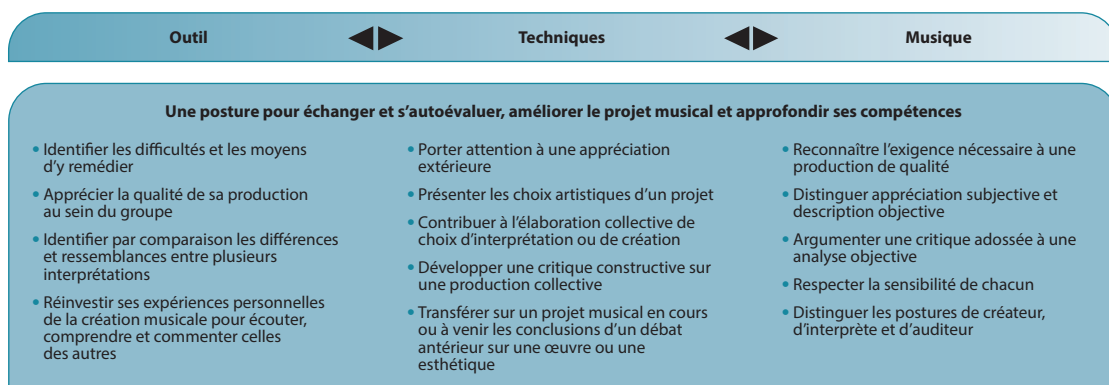 Outil ◀▶ Techniques ◀▶ Musique
Une posture pour échanger et s’autoévaluer, améliorer le projet musical et approfondir ses compétences
• Identifier les difficultés et les moyens
d’y remédier
• Apprécier la qualité de sa production
au sein du groupe
• Identifier par comparaison les différences
et ressemblances entre plusieurs
interprétations
• Réinvestir ses expériences personnelles
de la création musicale pour écouter,
comprendre et commenter celles
des autres
• Porter attention à une appréciation
extérieure
• Présenter les choix artistiques d’un projet
• Contribuer à l’élaboration collective de
choix d’interprétation ou de création
• Développer une critique constructive sur
une production collective
• Transférer sur un projet musical en cours
ou à venir les conclusions d’un débat
antérieur sur une œuvre ou une
esthétique
• Reconnaître l’exigence nécessaire à une
production de qualité
• Distinguer appréciation subjective et
description objective
• Argumenter une critique adossée à une
analyse objective
• Respecter la sensibilité de chacun
• Distinguer les postures de créateur,
d’interprète et d’auditeur